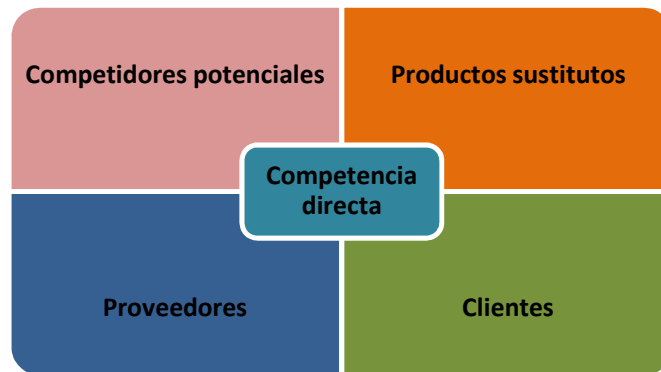 Competidores potenciales
Productos sustitutos
Competencia
directa
Proveedores
Clientes